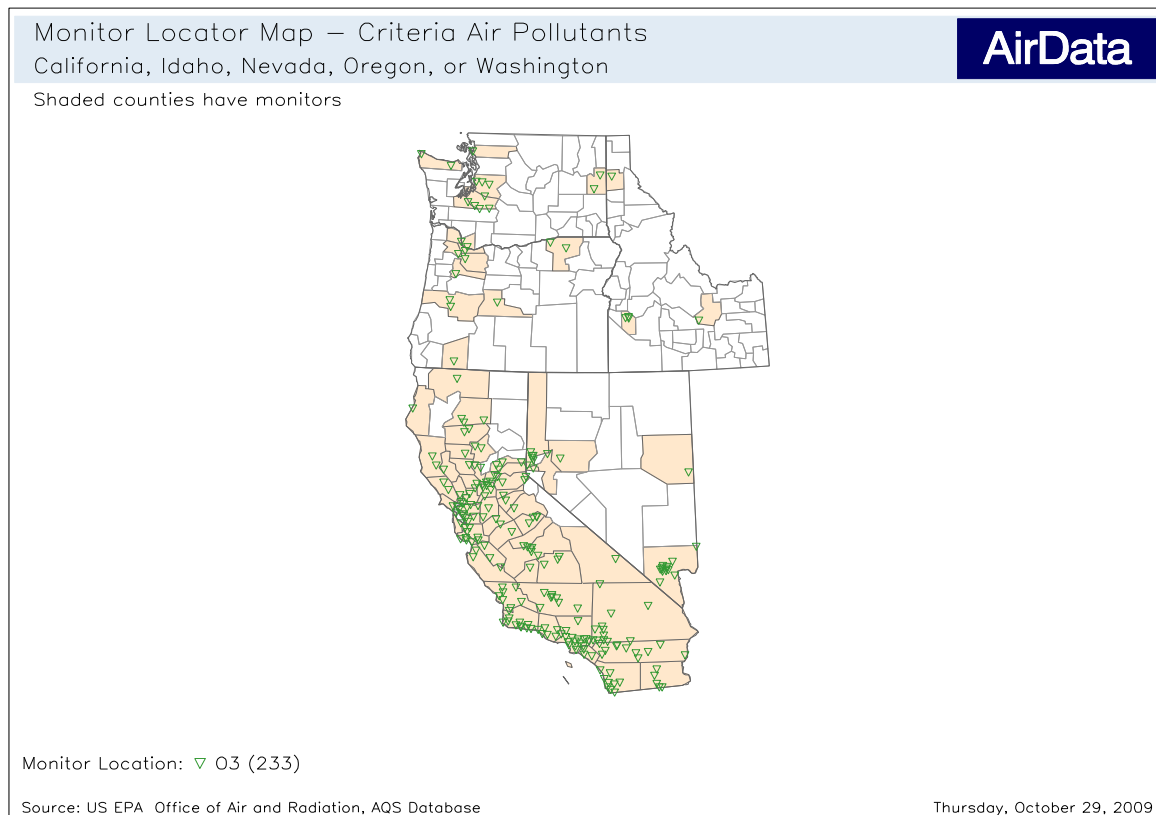 Monitor Locator Map – Criteria Air Pollutants
AirData
California, Idaho, Nevada, Oregon, or Washington
Shaded counties have monitors
Monitor Location: ▽ O3 (233)
Source: US EPA Office of Air and Radiation, AQS Database
Thursday, October 29, 2009